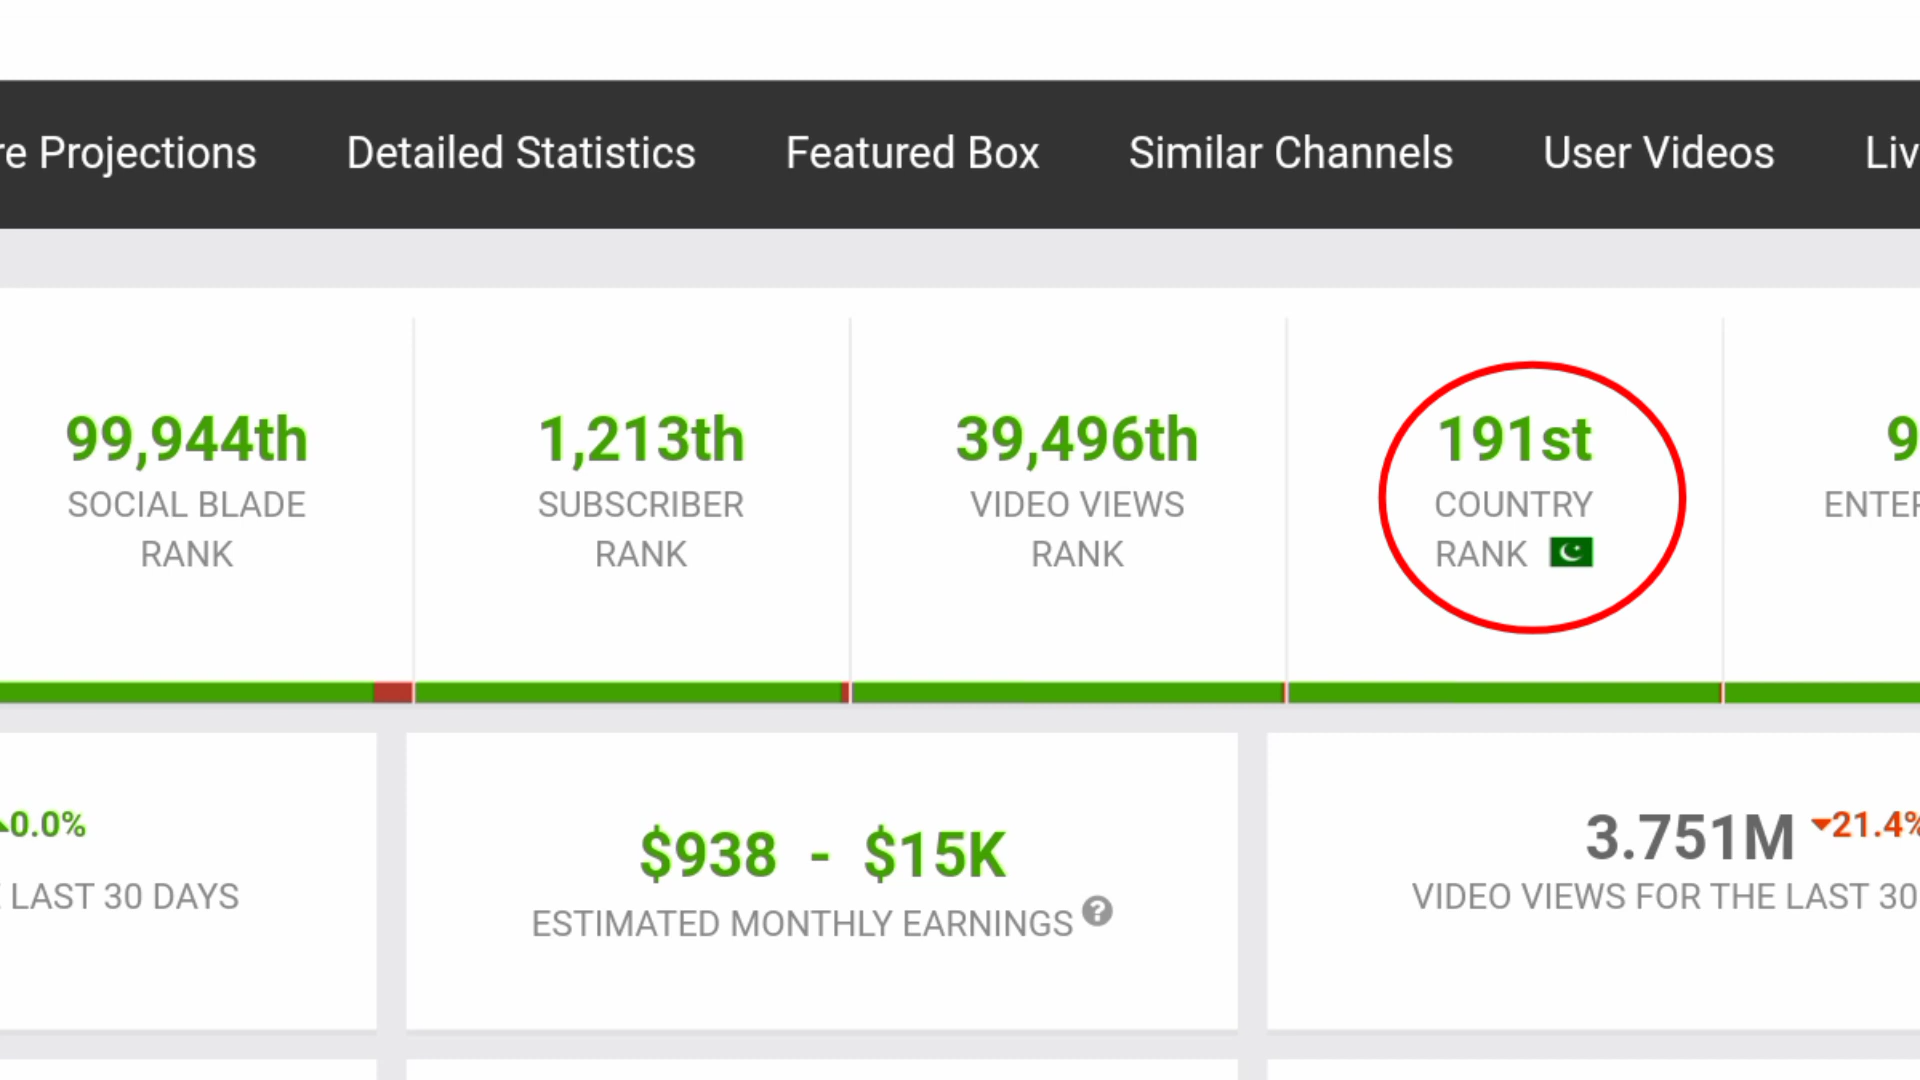 re Projections Detailed Statistics Featured Box Similar Channels User Videos Liv
99,944th 1,213th 39,496th 191st 9
SOCIAL BLADE SUBSCRIBER VIDEO VIEWS COUNTRY ENTER
RANK RANK RANK RANK
0.0% $938 - $15K 3.751M 21.4%
LAST 30 DAYS ESTIMATED MONTHLY EARNINGS ? VIDEO VIEWS FOR THE LAST 30